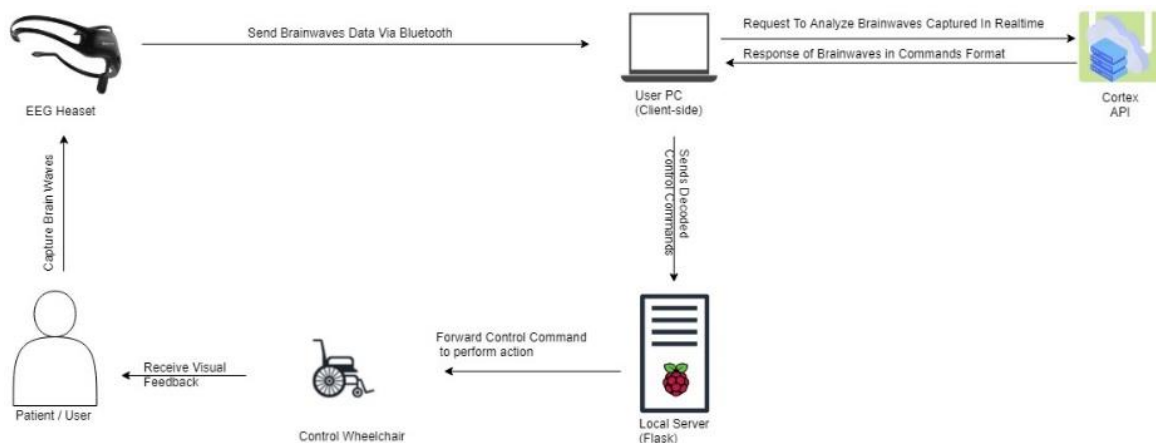 Send Brainwaves Data Via Bluetooth
Request To Analyze Brainwaves Captured In Realtime
Response of Brainwaves in Commands Format
EEG Heaset
User PC
(Client-side)
Cortex
API
Capture Brain Waves
Sends Decoded
Control Commands
Forward Control Command
to perform action
Receive Visual
Feedback
Patient / User
Control Wheelchair
Local Server
(Flask)